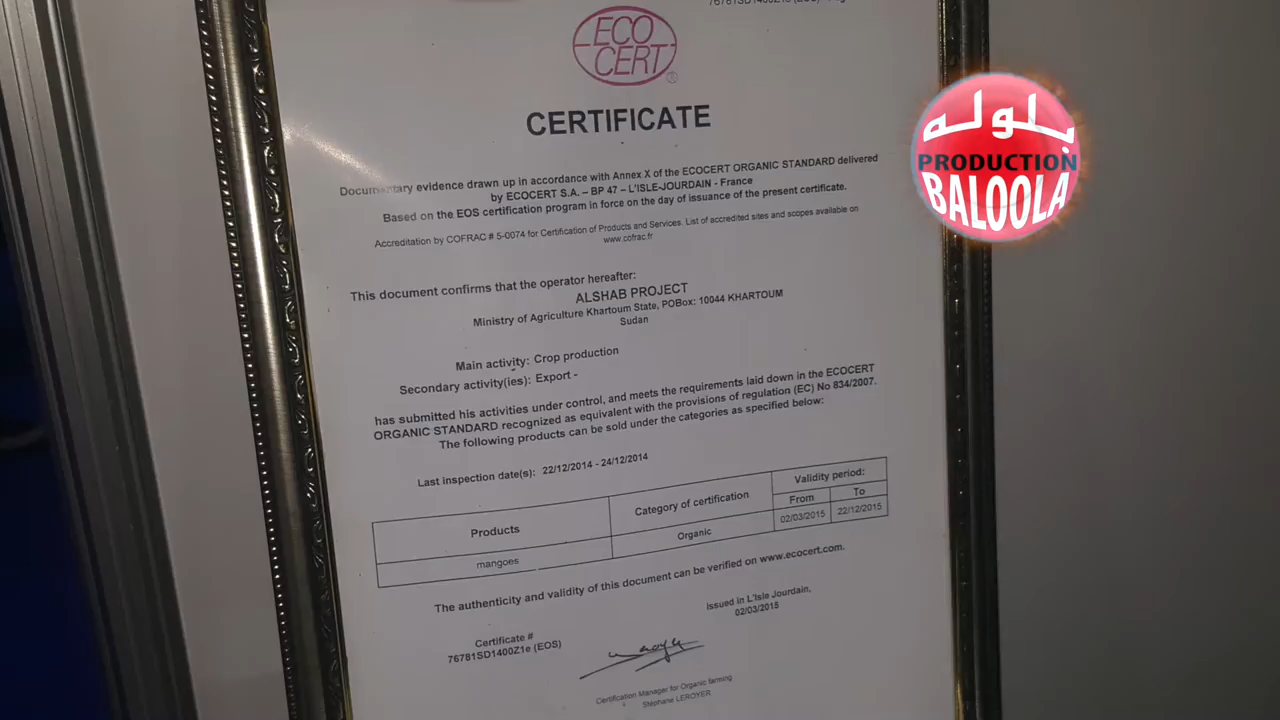 ECO
CERT
®
CERTIFICATE
Documentary evidence drawn up in accordance with Annex X of the ECOCERT ORGANIC STANDARD delivered
by ECOCERT S.A. – BP 47 – L'ISLE-JOURDAIN - France
Based on the EOS certification program in force on the day of issuance of the present certificate.
Accreditation by COFRAC # 5-0074 for Certification of Products and Services. List of accredited sites and scopes available on
www.cofrac.fr
This document confirms that the operator hereafter:
ALSHAB PROJECT
Ministry of Agriculture Khartoum State, POBox: 10044 KHARTOUM
Sudan
Main activity: Crop production
Secondary activity(ies): Export -
has submitted his activities under control, and meets the requirements laid down in the ECOCERT
ORGANIC STANDARD recognized as equivalent with the provisions of regulation (EC) No 834/2007.
The following products can be sold under the categories as specified below:
Last inspection date(s): 22/12/2014 - 24/12/2014
Products
Category of certification
Validity period:
From
To
mangoes
Organic
02/03/2015
22/12/2015
The authenticity and validity of this document can be verified on www.ecocert.com.
Issued in L'Isle Jourdain,
02/03/2015
Certificate #
76781SD1400Z1e (EOS)
Certification Manager for Organic farming
Stéphane LEROYER
بلوله
PRODUCTION
BALOOLA